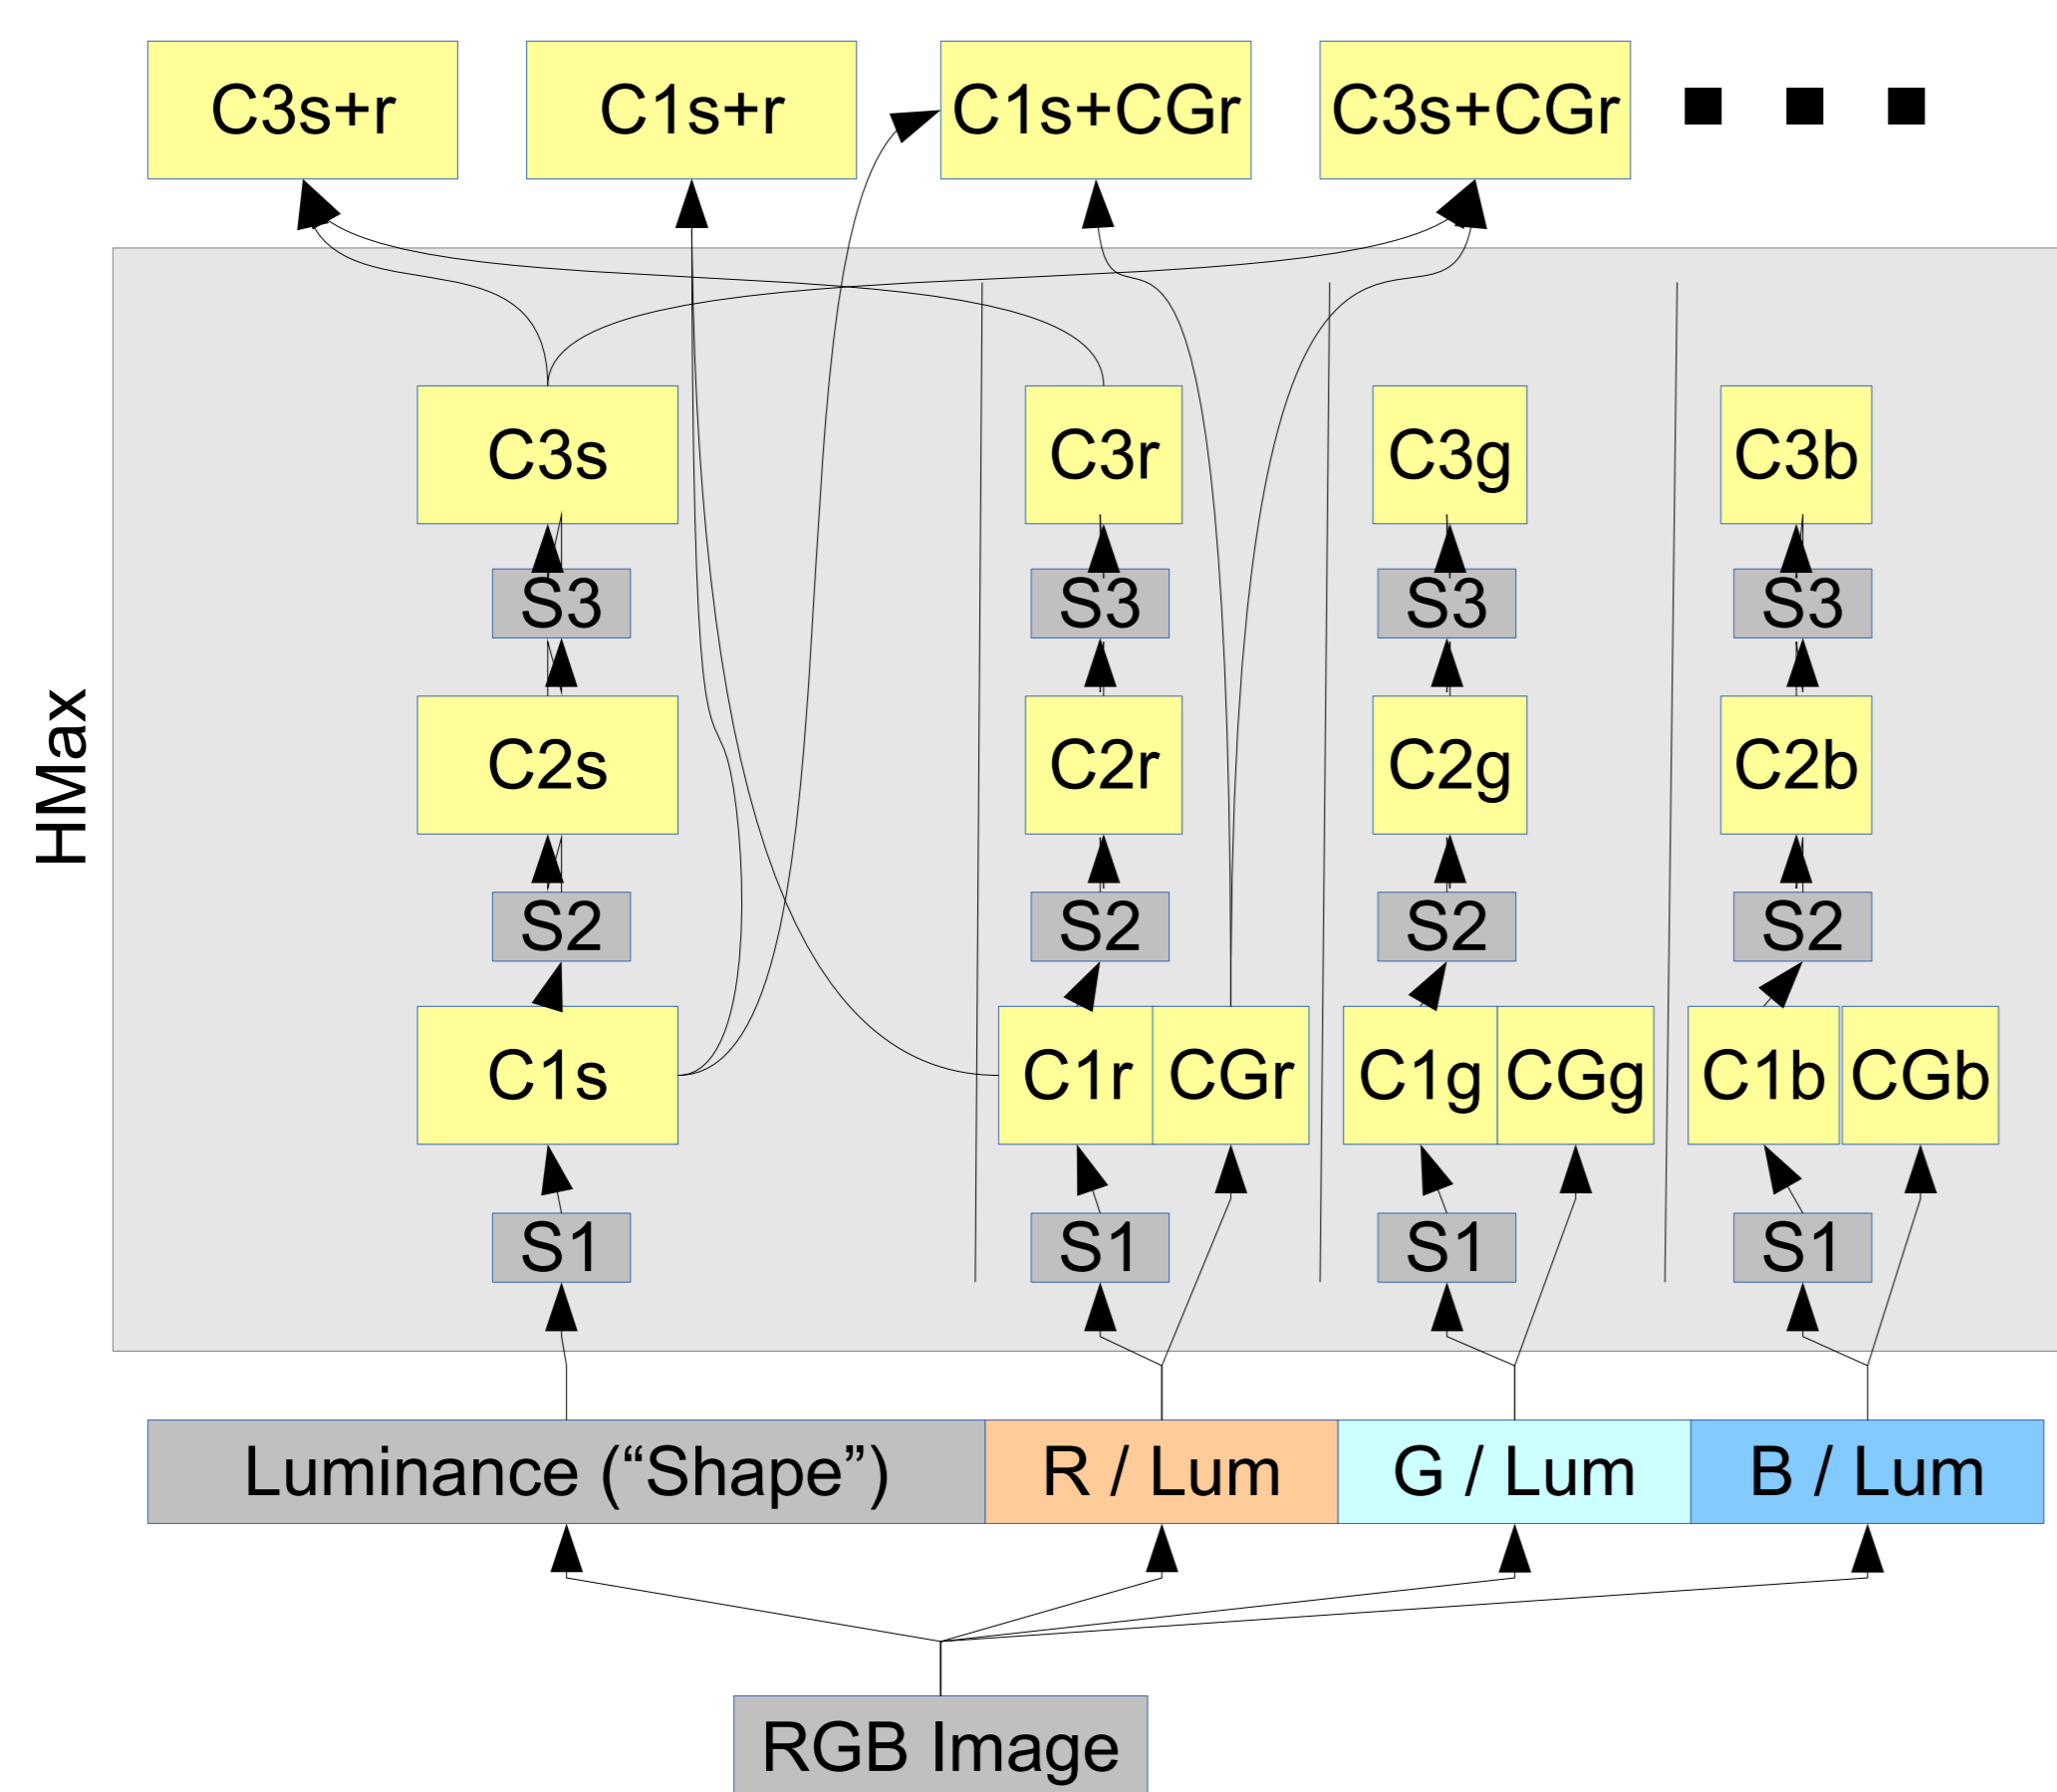 C3s+r C1s+r C1s+CGr C3s+CGr
HMax
C3s C3r C3g C3b
S3 S3 S3 S3
C2s C2r C2g C2b
S2 S2 S2 S2
C1s C1r CGr C1g CGg C1b CGb
S1 S1 S1 S1
Luminance (“Shape”) R / Lum G / Lum B / Lum
RGB Image